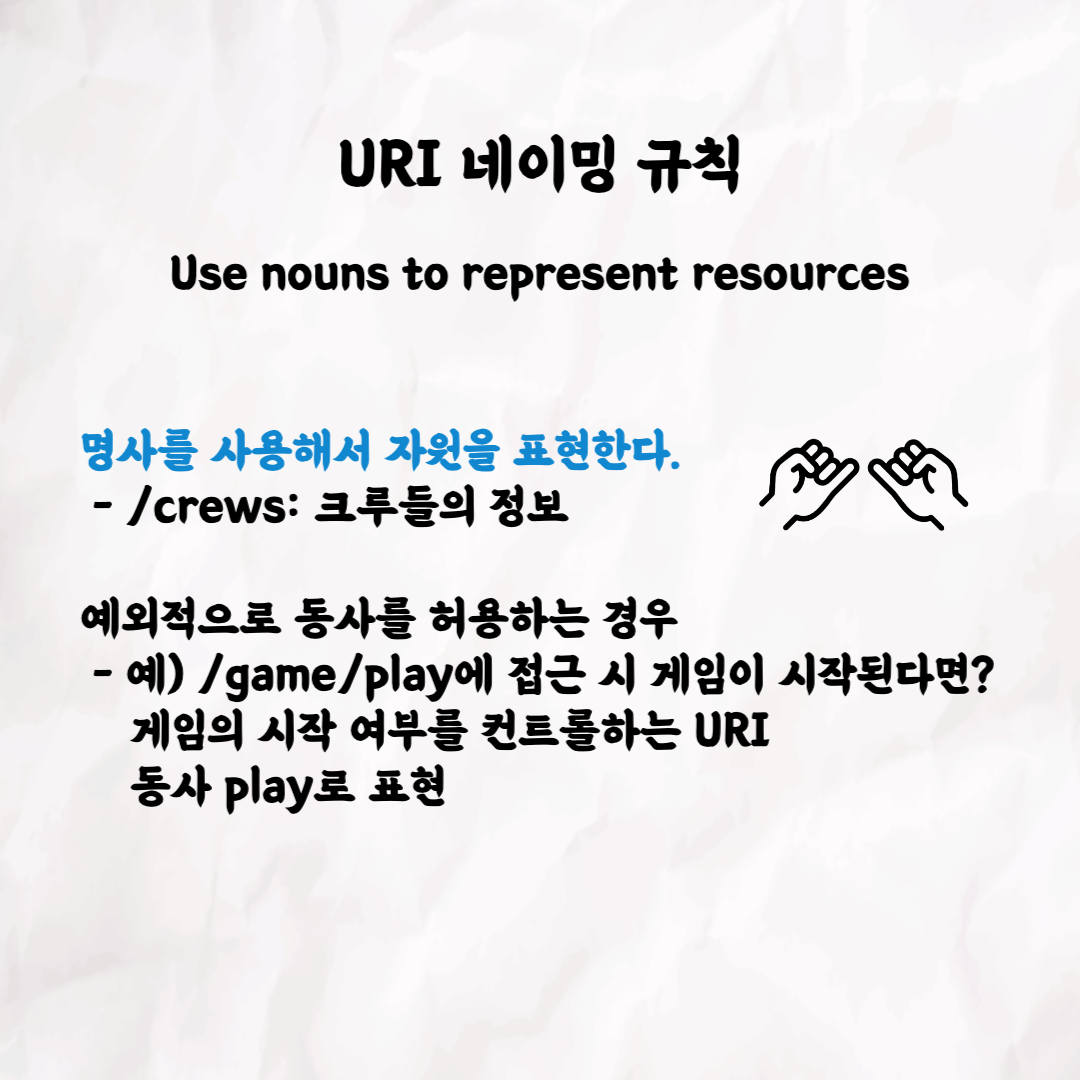 URI 네이밍 규칙
Use nouns to represent resources
명사를 사용해서 자원을 표현한다.
- /crews: 크루들의 정보
예외적으로 동사를 허용하는 경우
- 예) /game/play에 접근 시 게임이 시작된다면?
게임의 시작 여부를 컨트롤하는 URI
동사 play로 표현